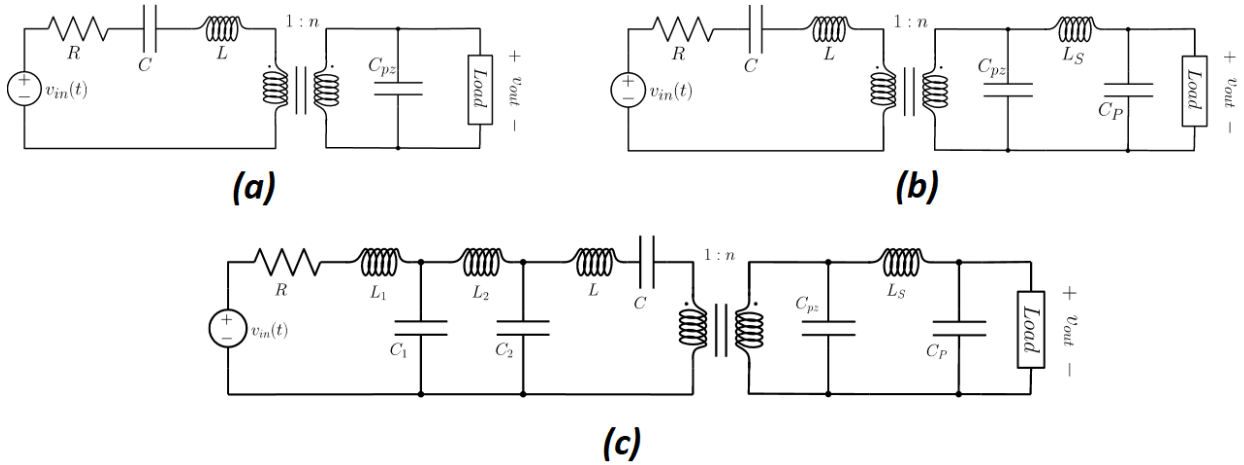 1 : n
R
C
L
v_in(t)
C_pz
Load
+ v_out −
(a)
1 : n
R
C
L
L_S
v_in(t)
C_pz
C_P
Load
+ v_out −
(b)
1 : n
R
L_1
L_2
L
C
L_S
v_in(t)
C_1
C_2
C_pz
C_P
Load
+ v_out −
(c)